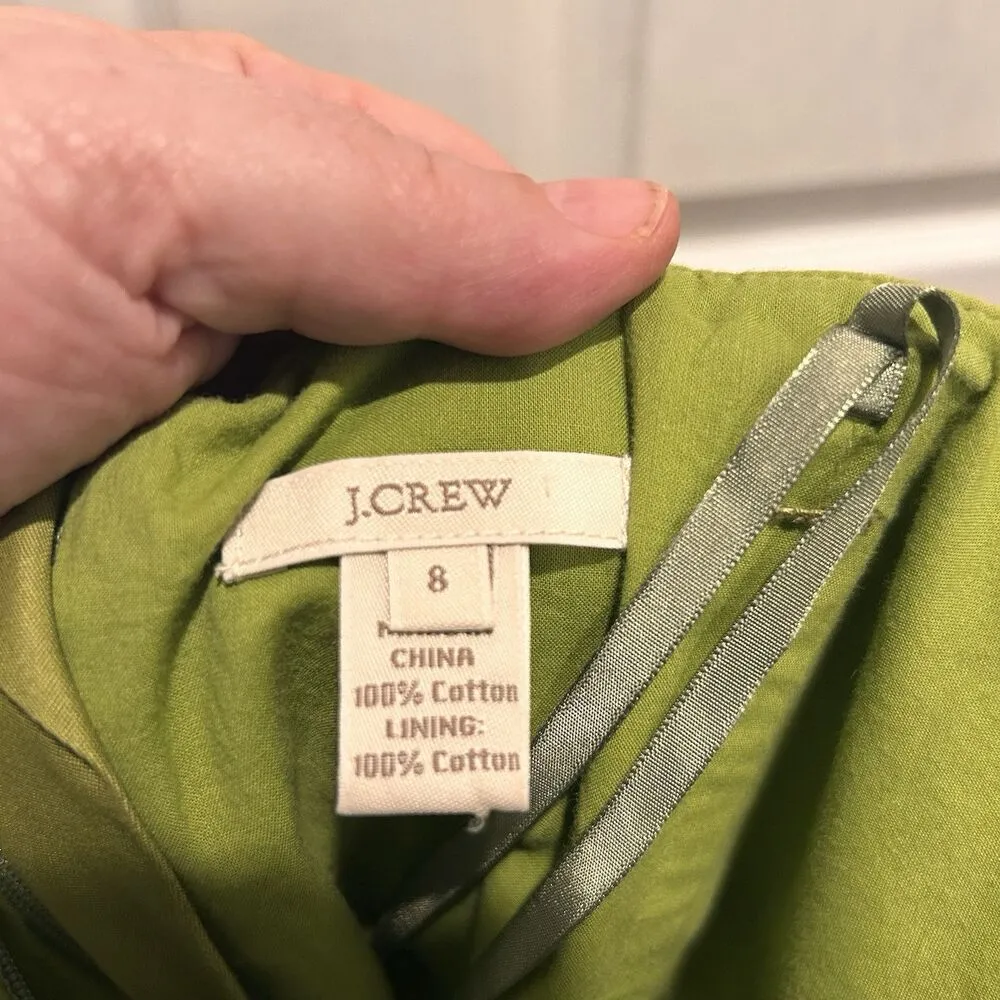 J.CREW
8
CHINA
100% Cotton
LINING:
100% Cotton